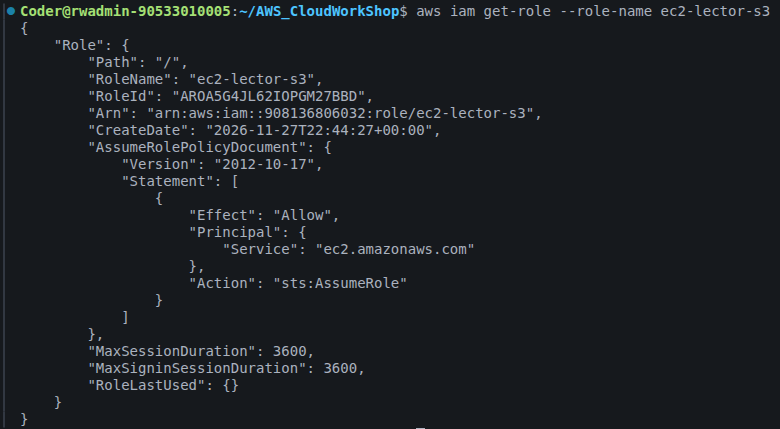 Coder@rwadmin-90533010005:~/AWS_CloudWorkShop$ aws iam get-role --role-name ec2-lector-s3
{
    "Role": {
        "Path": "/",
        "RoleName": "ec2-lector-s3",
        "RoleId": "AROA5G4JL62IOPGM27BBD",
        "Arn": "arn:aws:iam::908136806032:role/ec2-lector-s3",
        "CreateDate": "2026-11-27T22:44:27+00:00",
        "AssumeRolePolicyDocument": {
            "Version": "2012-10-17",
            "Statement": [
                {
                    "Effect": "Allow",
                    "Principal": {
                        "Service": "ec2.amazonaws.com"
                    },
                    "Action": "sts:AssumeRole"
                }
            ]
        },
        "MaxSessionDuration": 3600,
        "MaxSigninSessionDuration": 3600,
        "RoleLastUsed": {}
    }
}